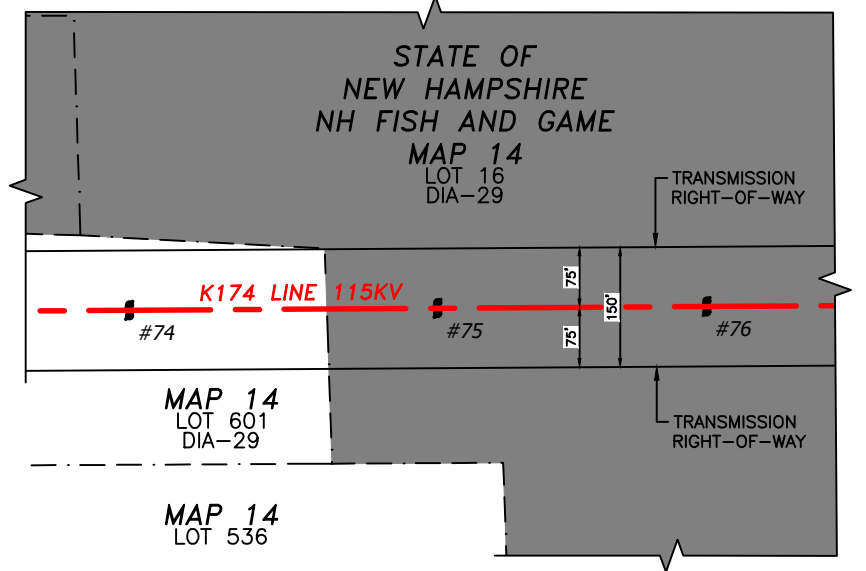 STATE OF
NEW HAMPSHIRE
NH FISH AND GAME
MAP 14
LOT 16
DIA-29
TRANSMISSION
RIGHT-OF-WAY
K174 LINE 115KV
75'
150'
75'
#74
#75
#76
MAP 14
LOT 601
DIA-29
TRANSMISSION
RIGHT-OF-WAY
MAP 14
LOT 536